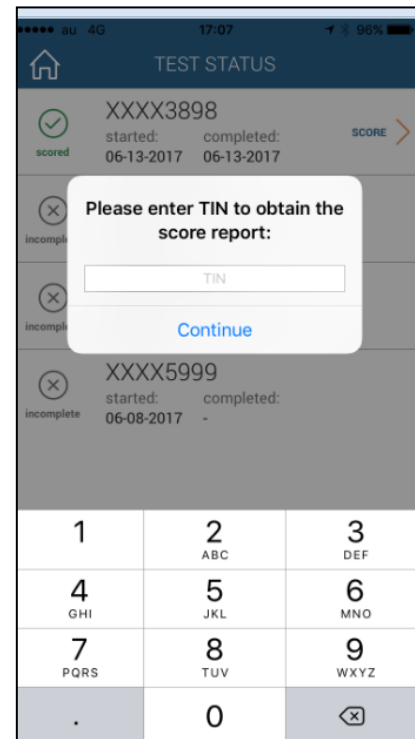 au 4G 17:07 96%
TEST STATUS
XXXX3898
started: completed:
scored 06-13-2017 06-13-2017
SCORE
Please enter TIN to obtain the
score report:
TIN
Continue
XXXX5999
started: completed:
incomplete 06-08-2017 -
1 2 3
ABC DEF
4 5 6
GHI JKL MNO
7 8 9
PQRS TUV WXYZ
. 0